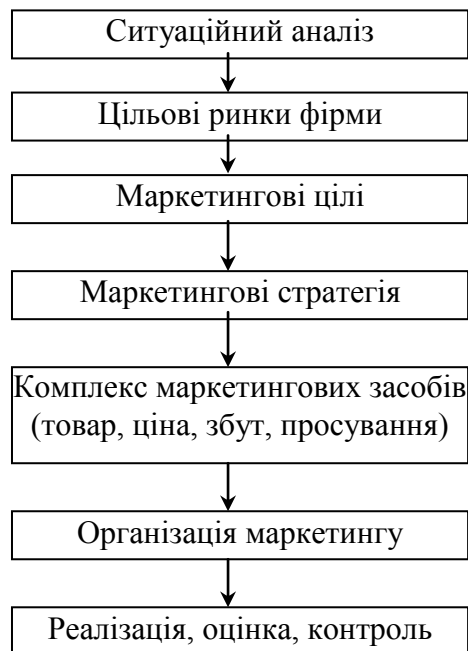 Ситуаційний аналіз
Цільові ринки фірми
Маркетингові цілі
Маркетингові стратегія
Комплекс маркетингових засобів
(товар, ціна, збут, просування)
Організація маркетингу
Реалізація, оцінка, контроль